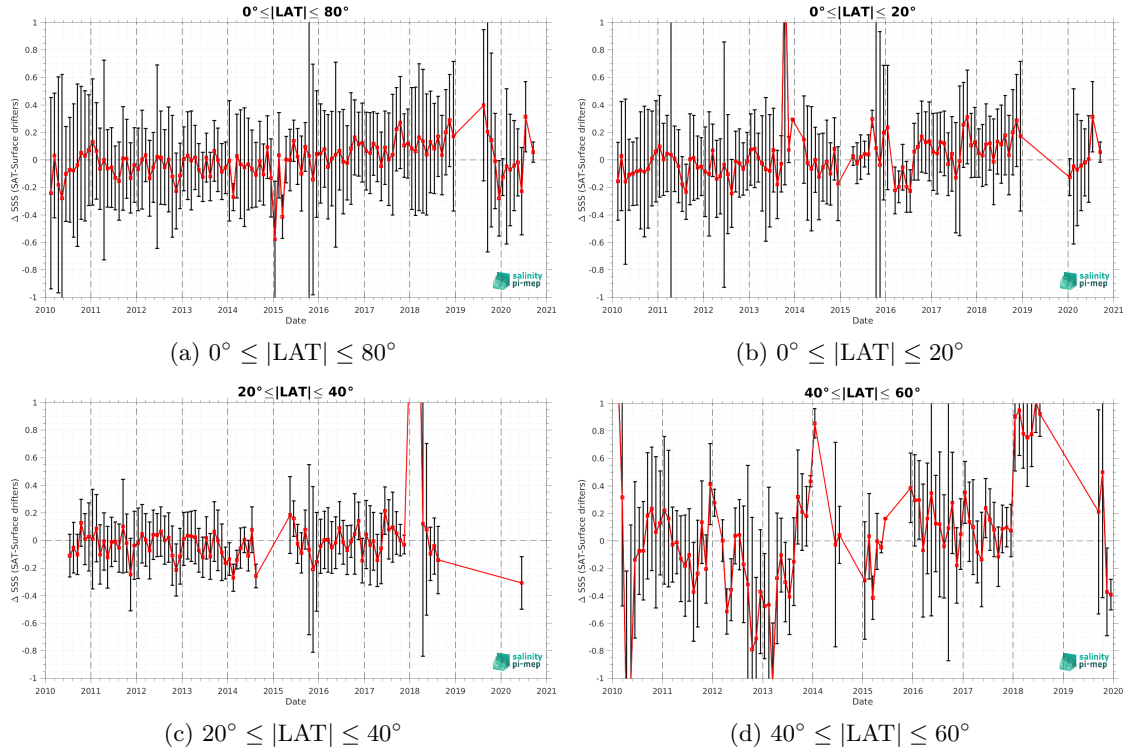 0°≤|LAT|≤ 80°
Δ SSS (SAT-Surface drifters)
1
0.8
0.6
0.4
0.2
0
-0.2
-0.4
-0.6
-0.8
-1
2010 2011 2012 2013 2014 2015 2016 2017 2018 2019 2020 2021
Date
salinity
pi-mep
(a) 0° ≤ |LAT| ≤ 80°
0°≤|LAT|≤ 20°
Δ SSS (SAT-Surface drifters)
1
0.8
0.6
0.4
0.2
0
-0.2
-0.4
-0.6
-0.8
-1
2010 2011 2012 2013 2014 2015 2016 2017 2018 2019 2020 2021
Date
salinity
pi-mep
(b) 0° ≤ |LAT| ≤ 20°
20°≤|LAT|≤ 40°
Δ SSS (SAT-Surface drifters)
1
0.8
0.6
0.4
0.2
0
-0.2
-0.4
-0.6
-0.8
-1
2010 2011 2012 2013 2014 2015 2016 2017 2018 2019 2020 2021
Date
salinity
pi-mep
(c) 20° ≤ |LAT| ≤ 40°
40°≤|LAT|≤ 60°
Δ SSS (SAT-Surface drifters)
1
0.8
0.6
0.4
0.2
0
-0.2
-0.4
-0.6
-0.8
-1
2010 2011 2012 2013 2014 2015 2016 2017 2018 2019 2020
Date
salinity
pi-mep
(d) 40° ≤ |LAT| ≤ 60°